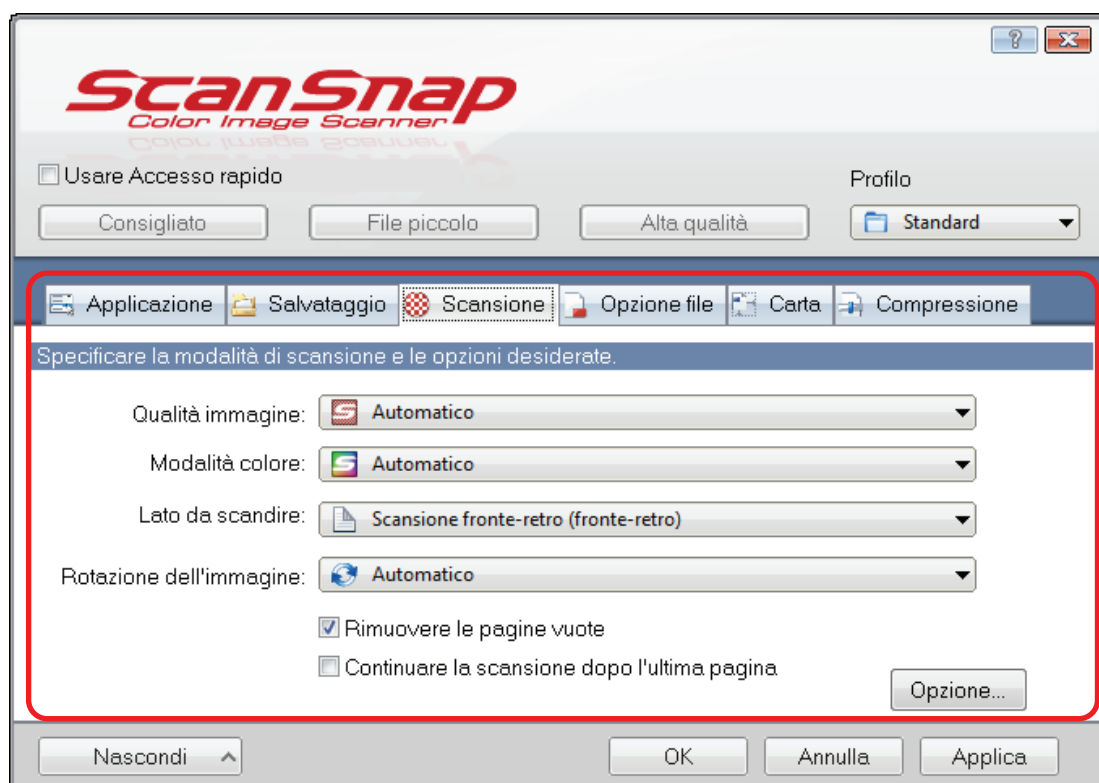 ScanSnap
Color Image Scanner
Usare Accesso rapido
Profilo
Consigliato File piccolo Alta qualità Standard
Applicazione Salvataggio Scansione Opzione file Carta Compressione
Specificare la modalità di scansione e le opzioni desiderate.
Qualità immagine: Automatico
Modalità colore: Automatico
Lato da scandire: Scansione fronte-retro (fronte-retro)
Rotazione dell'immagine: Automatico
Rimuovere le pagine vuote
Continuare la scansione dopo l'ultima pagina
Opzione...
Nascondi OK Annulla Applica